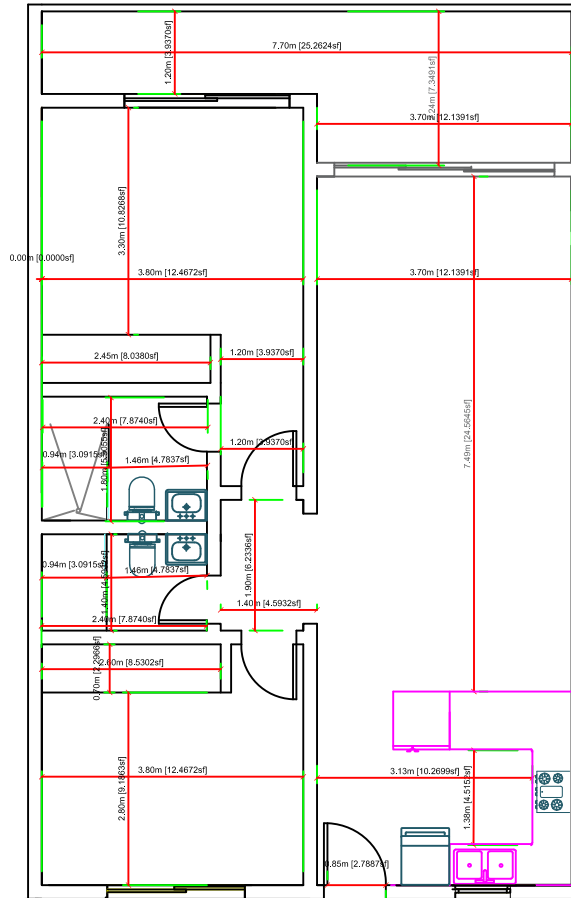 7.70m [25.2624sf]
1.20m [3.9370sf]
3.70m [12.1391sf]
3.30m [10.8268sf]
0.00m [0.0000sf]
3.80m [12.4672sf]
3.70m [12.1391sf]
2.45m [8.0380sf]
1.20m [3.9370sf]
2.40m [7.8740sf]
1.20m [3.9370sf]
0.94m [3.0915sf]
1.46m [4.7837sf]
7.49m [24.5645sf]
1.90m [6.2336sf]
0.94m [3.0915sf]
1.46m [4.7837sf]
1.40m [4.5932sf]
2.40m [7.8740sf]
2.60m [8.5302sf]
3.80m [12.4672sf]
2.80m [9.1863sf]
3.13m [10.2699sf]
0.85m [2.7887sf]